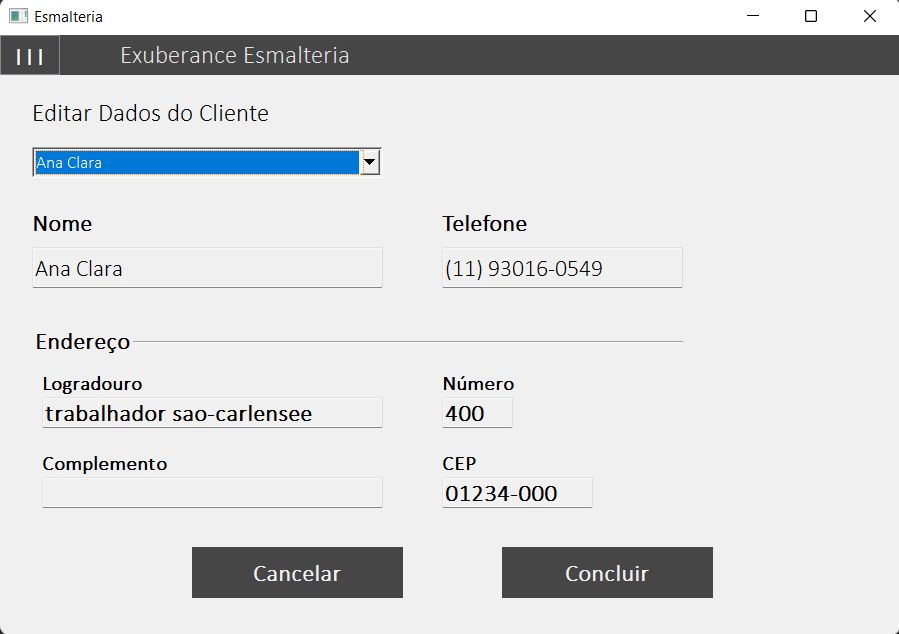 Esmalteria
Exuberance Esmalteria
Editar Dados do Cliente
Ana Clara
Nome
Telefone
Ana Clara
(11) 93016-0549
Endereço
Logradouro
Número
trabalhador sao-carlensee
400
Complemento
CEP
01234-000
Cancelar
Concluir